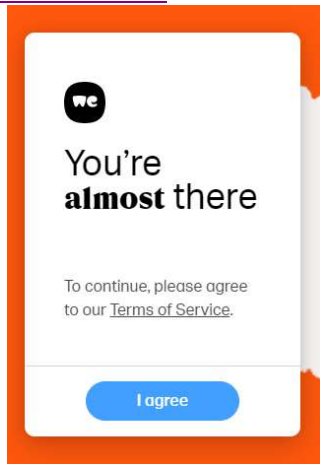 we
You’re
almost there
To continue, please agree
to our Terms of Service.
I agree